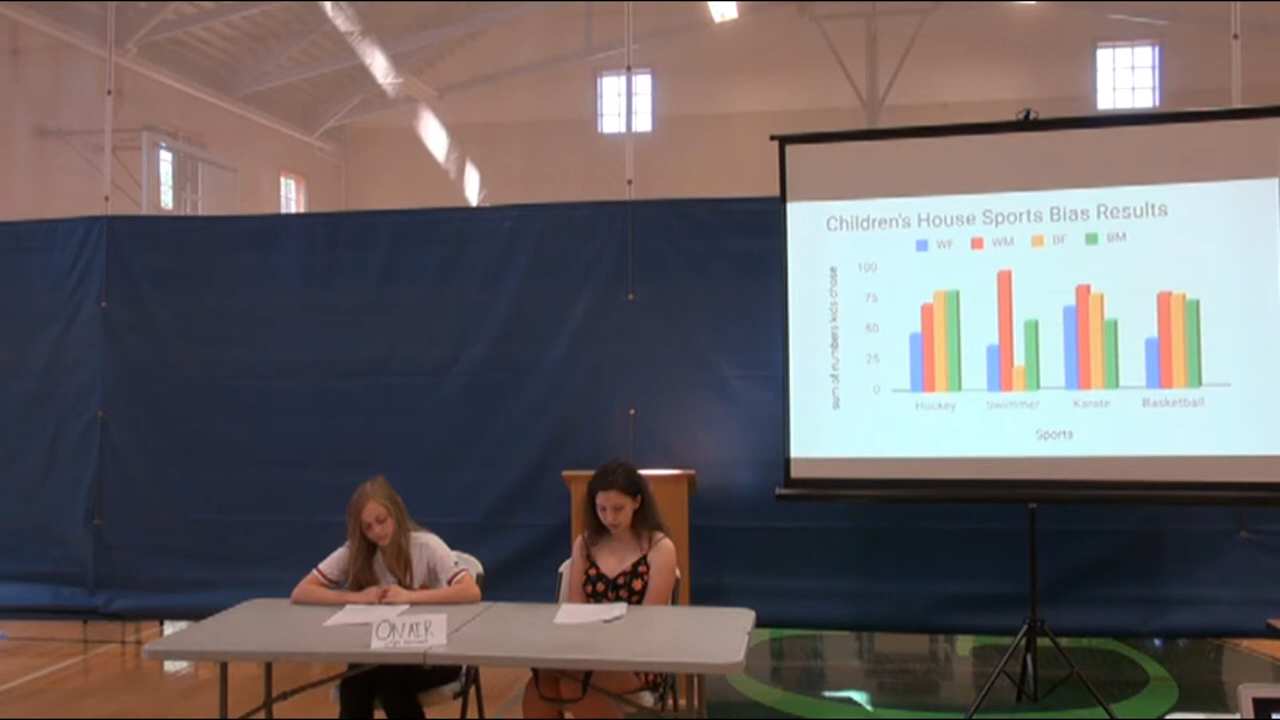 Children's House Sports Bias Results
WF WM BF BM
sum of numbers kids chose
100
75
50
25
0
Hockey Swimmer Karate Basketball
Sports
ON AIR